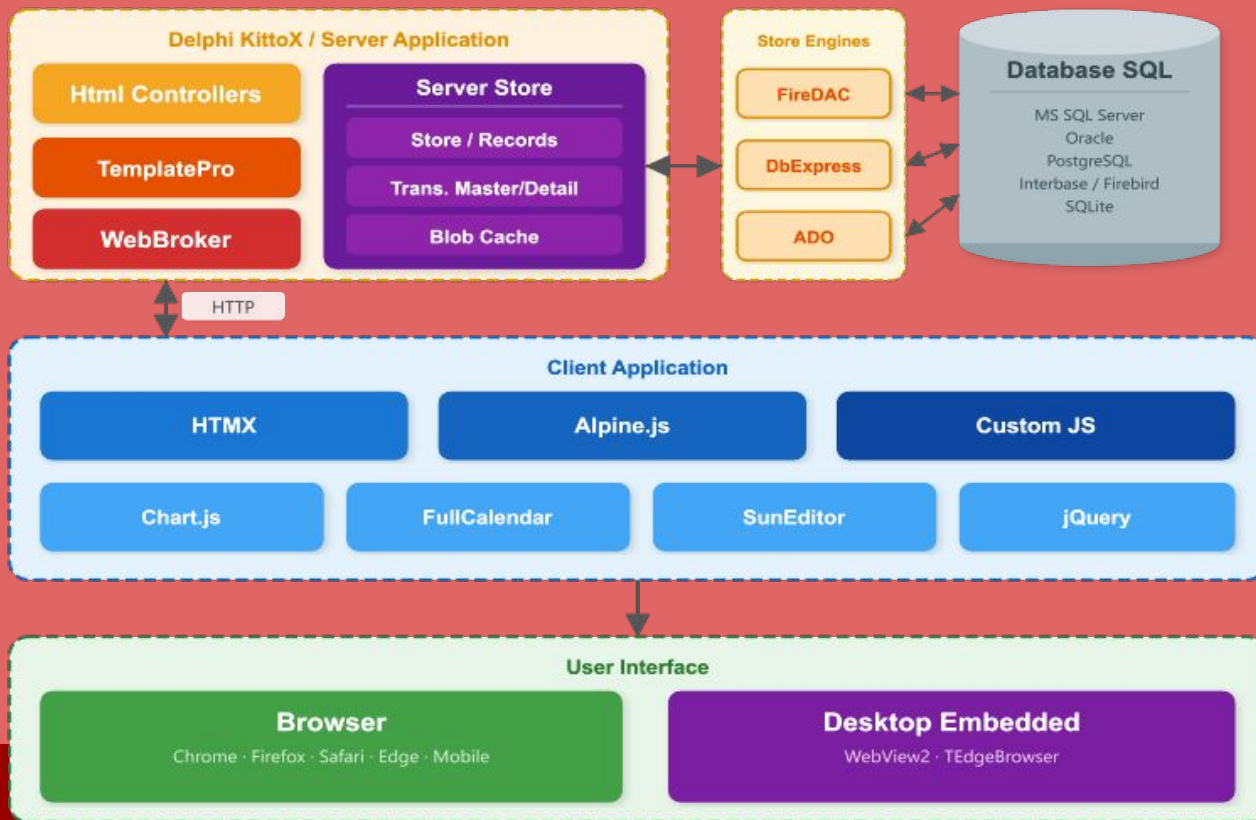 Delphi KittoX / Server Application
Html Controllers
TemplatePro
WebBroker
Server Store
Store / Records
Trans. Master/Detail
Blob Cache
Store Engines
FireDAC
DbExpress
ADO
Database SQL
MS SQL Server
Oracle
PostgreSQL
Interbase / Firebird
SQLite
HTTP
Client Application
HTMX
Alpine.js
Custom JS
Chart.js
FullCalendar
SunEditor
jQuery
User Interface
Browser
Chrome · Firefox · Safari · Edge · Mobile
Desktop Embedded
WebView2 · TEdgeBrowser